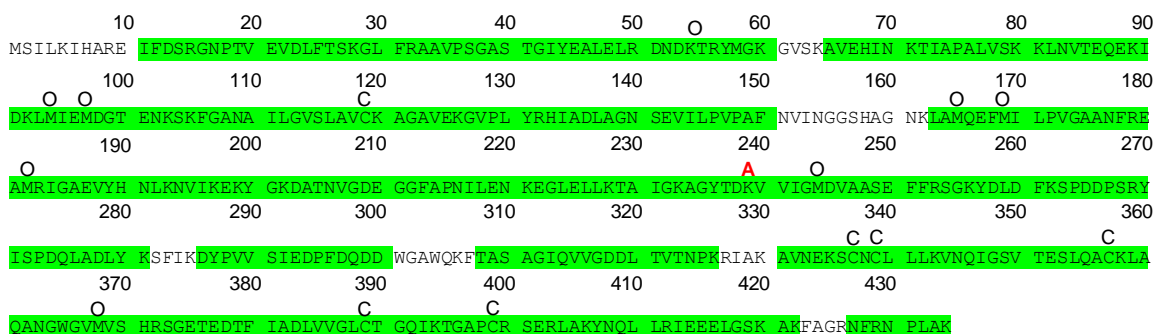 10 20 30 40 50 60 70 80 90
O
MSILKIHARE IFDSRGNPTV EVDLFTSKGL FRAAVPSGAS TGIYEALELR DNDKTRYMGK GVSKAVEHIN KTIAPALVSK KLNVTEQEKI
100 110 120 130 140 150 160 170 180
O O C O O
DKLMIEMDGT ENKSKFGANA ILGVSLAVCK AGAVEKGVPL YRHIADLAGN SEVILPVPAF NVINGGSHAG NKLAMQEFMI LPVGAANFRE
190 200 210 220 230 240 250 260 270
O A O
AMRIGAEVYH NLKNVIKEKY GKDATNVGDE GGFAPNILEN KEGLELLKTA IGKAGYTDKV VIGMDVAASE FFRSGKYDLD FKSPDDPSRY
280 290 300 310 320 330 340 350 360
C C C
ISPDQLADLY KSFIKDYPVV SIEDPFDQDD WGAWQKFTAS AGIQVVGDDL TVTNPKRIAK AVNEKSCNCL LLKVNQIGSV TESLQACKLA
370 380 390 400 410 420 430
O C C
QANGWGVMVS HRSGETEDTF IADLVVGLCT GQIKTGAPCR SERLAKYNQL LRIEEELGSK AKFAGRNFRN PLAK